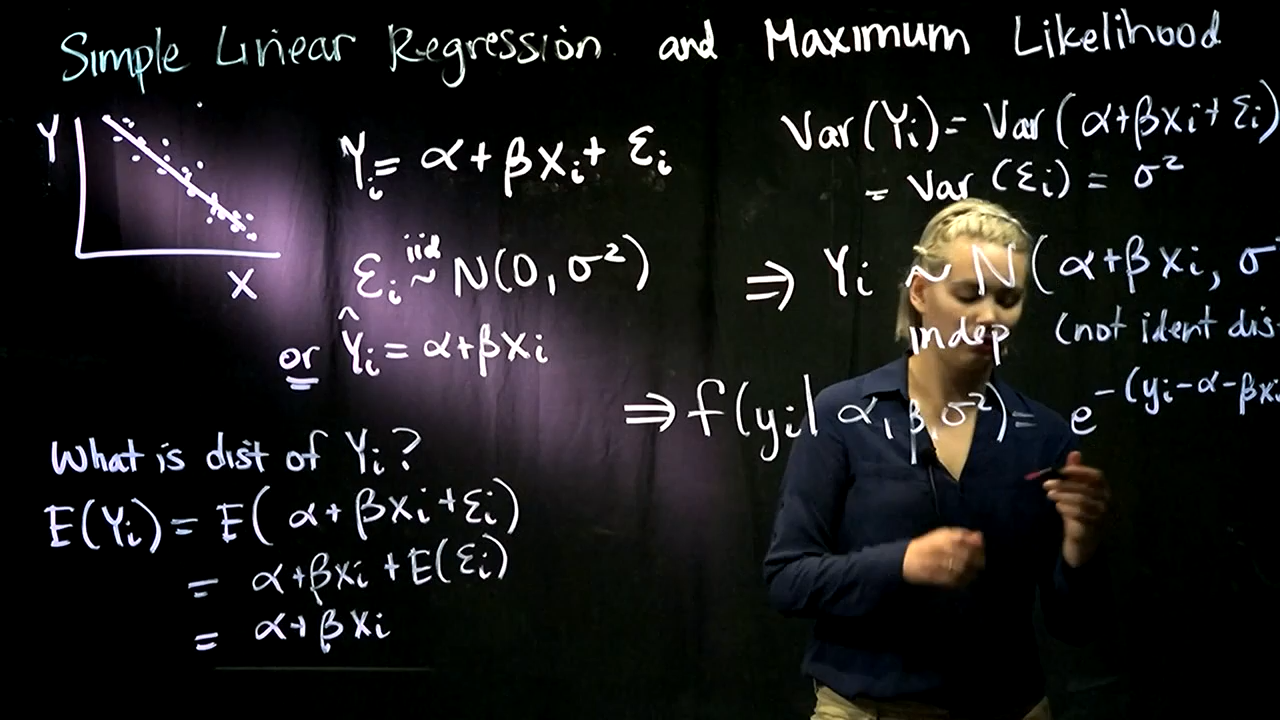 Simple Linear Regression and Maximum Likelihood
Y
X
Yᵢ = α + βxᵢ + εᵢ
εᵢ iid ~ N(0, σ²)
or Ŷᵢ = α + βxᵢ
What is dist of Yᵢ?
E(Yᵢ) = E(α + βxᵢ + εᵢ)
= α + βxᵢ + E(εᵢ)
= α + βxᵢ
Var(Yᵢ) = Var(α + βxᵢ + εᵢ)
= Var(εᵢ) = σ²
⇒ Yᵢ ~ N(α + βxᵢ, σ
indep (not ident dis
⇒ f(yᵢ| α, β, σ²) = e^-(yᵢ-α-βxᵢ